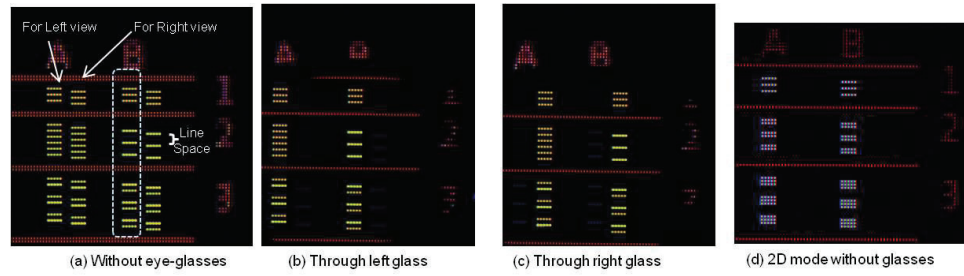 For Left view
For Right view
A B
1
2
Line
Space
3
(a) Without eye-glasses
A
(b) Through left glass
A
(c) Through right glass
A B
1
2
3
(d) 2D mode without glasses